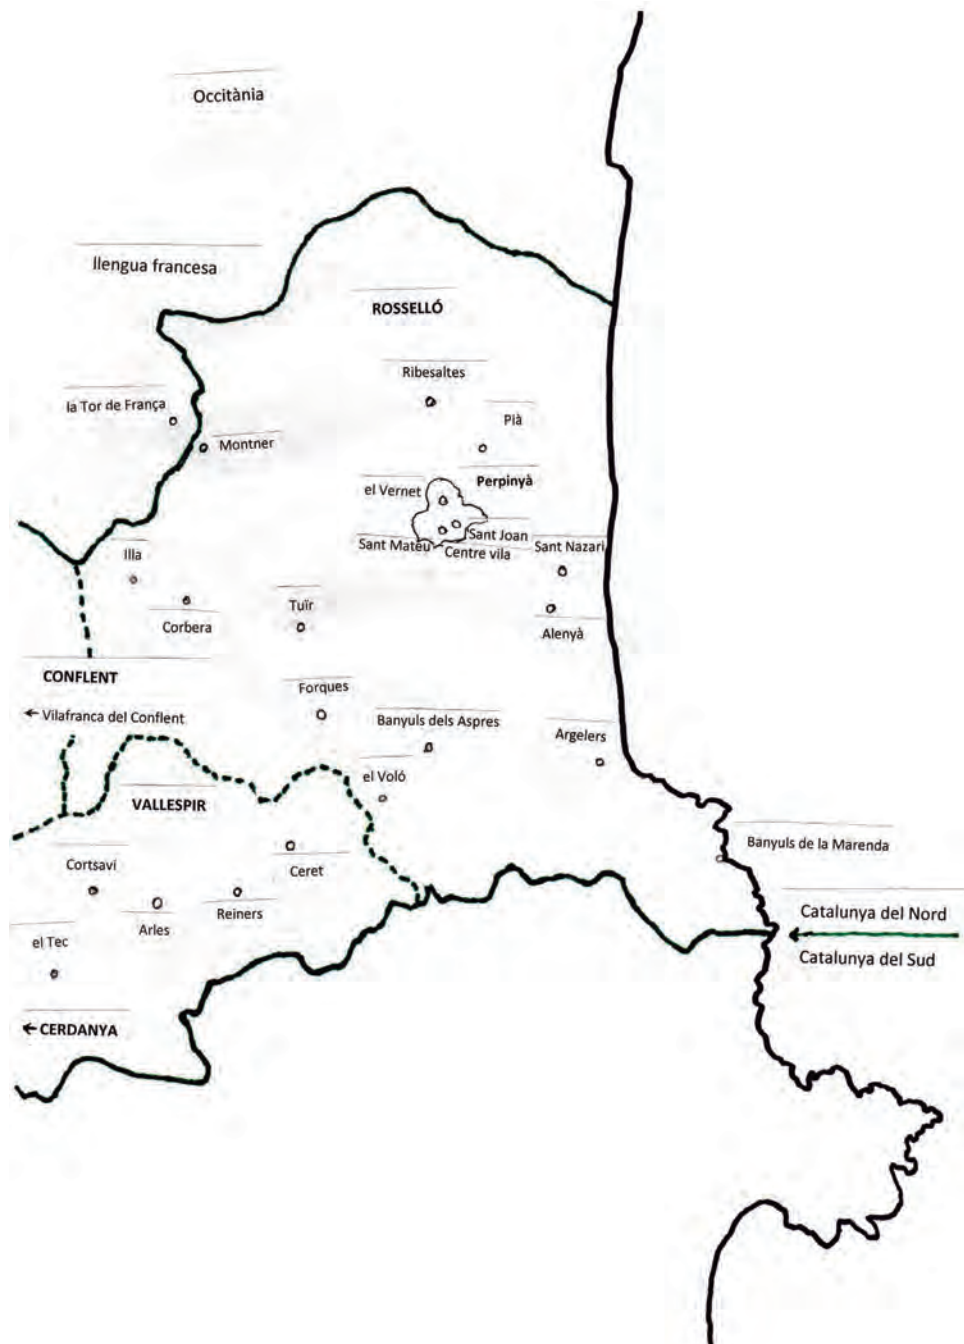 Occitània
llengua francesa
ROSSELLÓ
Ribesaltes
la Tor de França
Pià
Montner
Perpinyà
el Vernet
Sant Joan
Sant Mateu
Centre vila
Sant Nazari
Illa
Tuïr
Corbera
Alenyà
CONFLENT
Forques
← Vilafranca del Conflent
Banyuls dels Aspres
Argelers
el Voló
VALLESPIR
Banyuls de la Marenda
Cortsaví
Ceret
Reiners
Catalunya del Nord
Arles
el Tec
Catalunya del Sud
← CERDANYA